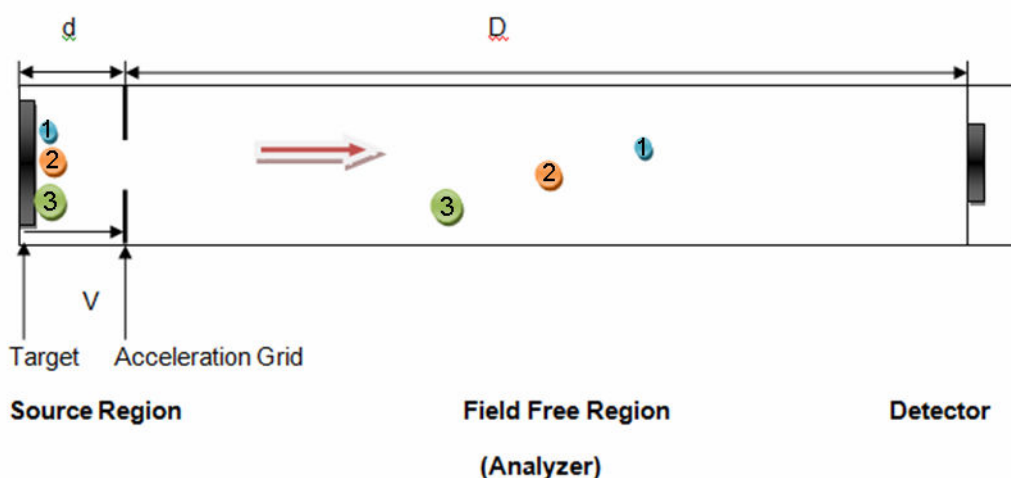 d
D
1
2
3
1
2
3
V
Target Acceleration Grid
Source Region Field Free Region Detector
(Analyzer)